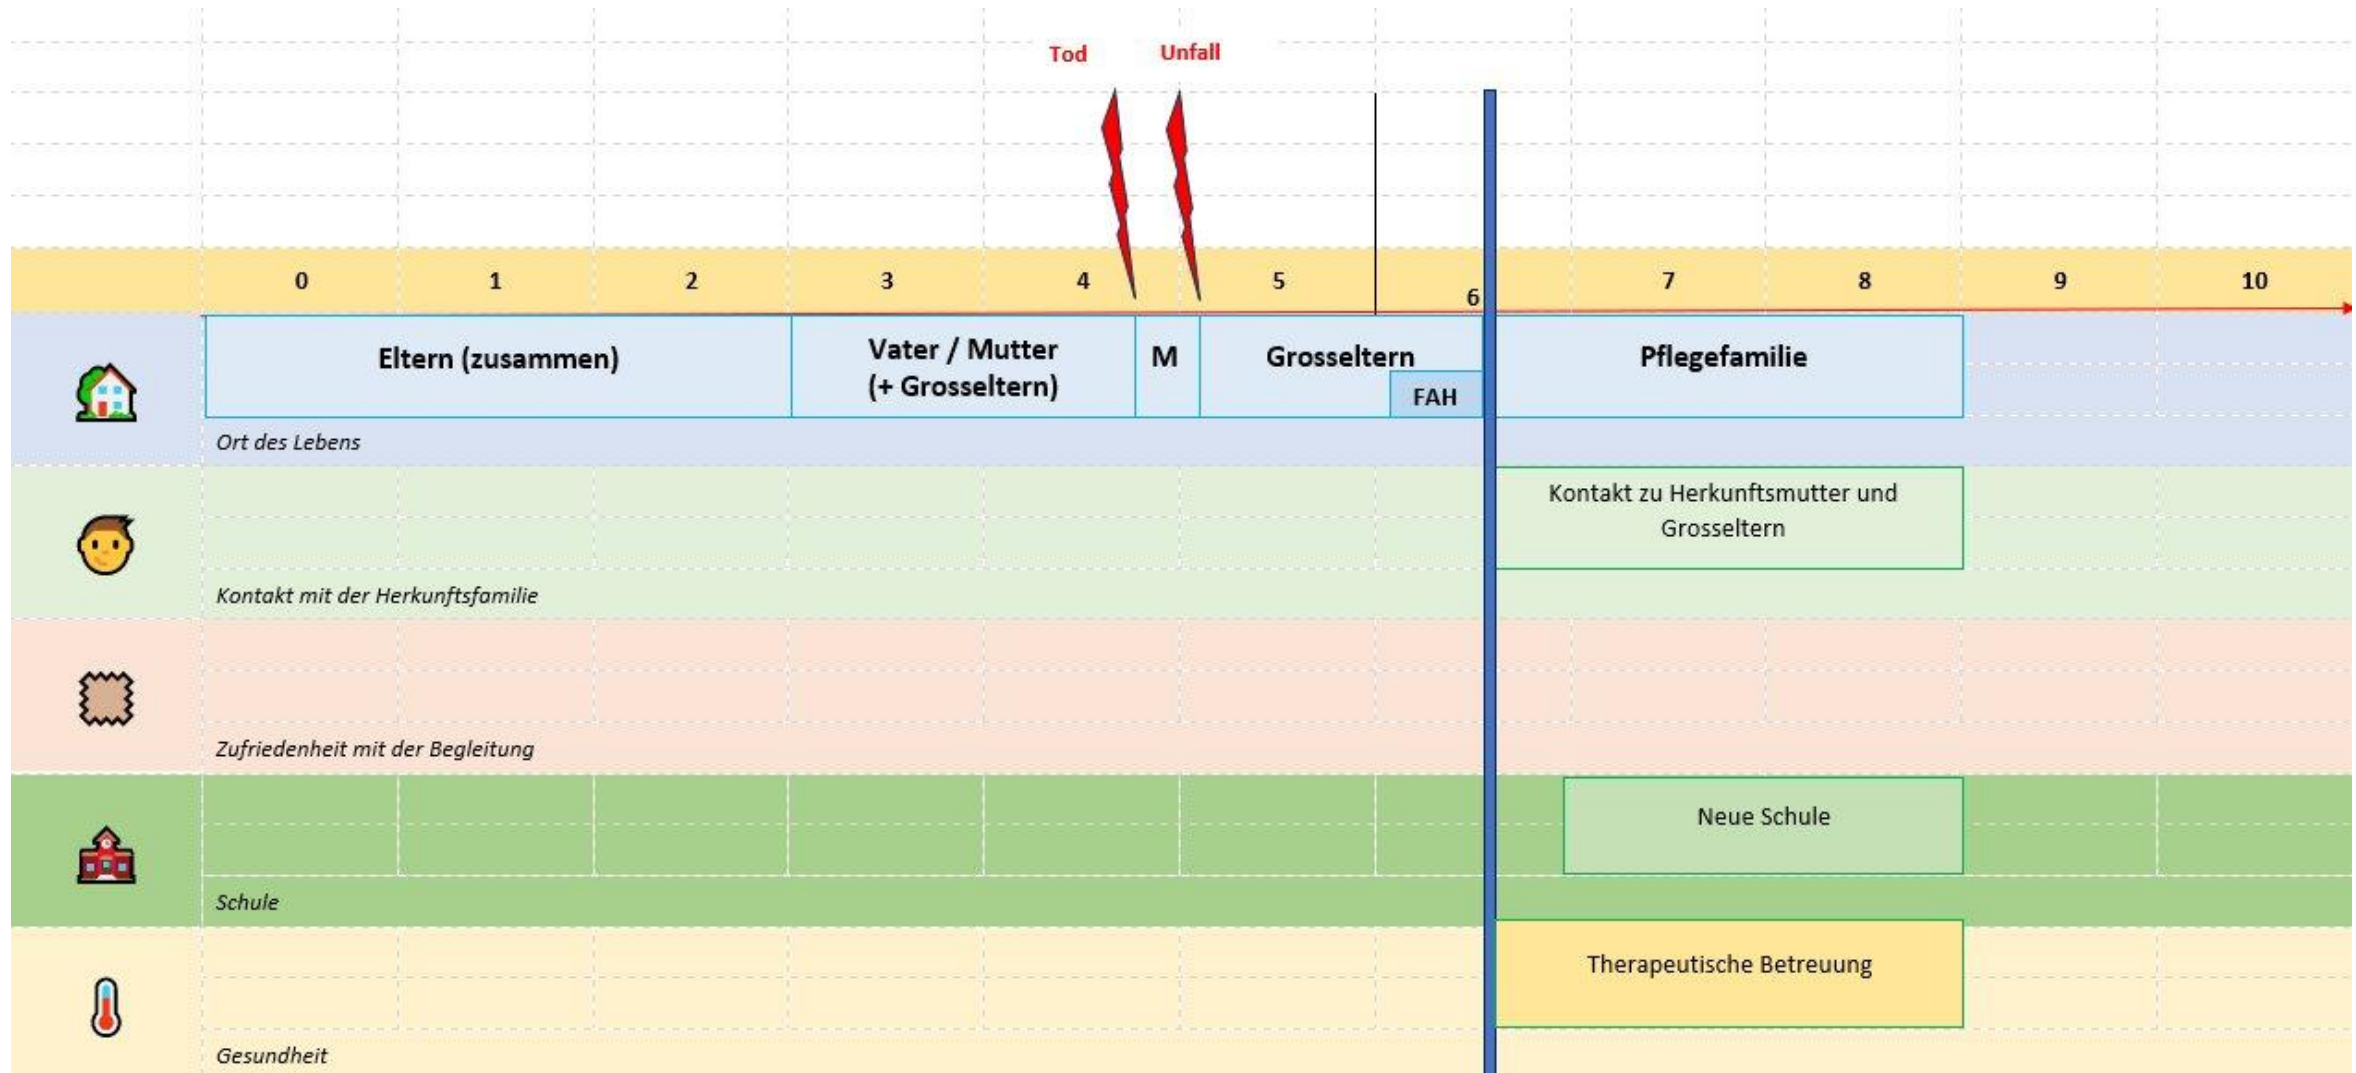 Tod
Unfall
0
1
2
3
4
5
6
7
8
9
10
Eltern (zusammen)
Vater / Mutter
(+ Grosseltern)
M
Grosseltern
FAH
Pflegefamilie
Ort des Lebens
Kontakt zu Herkunftsmutter und
Grosseltern
Kontakt mit der Herkunftsfamilie
Zufriedenheit mit der Begleitung
Neue Schule
Schule
Therapeutische Betreuung
Gesundheit